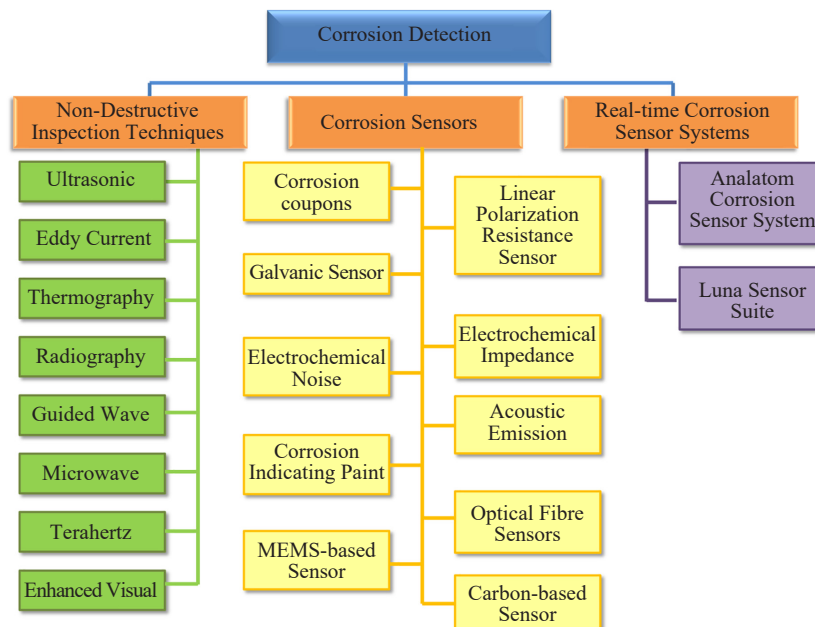 Corrosion Detection
Non-Destructive
Inspection Techniques
Corrosion Sensors
Real-time Corrosion
Sensor Systems
Ultrasonic
Eddy Current
Thermography
Radiography
Guided Wave
Microwave
Terahertz
Enhanced Visual
Corrosion
coupons
Galvanic Sensor
Electrochemical
Noise
Corrosion
Indicating Paint
MEMS-based
Sensor
Linear
Polarization
Resistance
Sensor
Electrochemical
Impedance
Acoustic
Emission
Optical Fibre
Sensors
Carbon-based
Sensor
Analatom
Corrosion
Sensor System
Luna Sensor
Suite